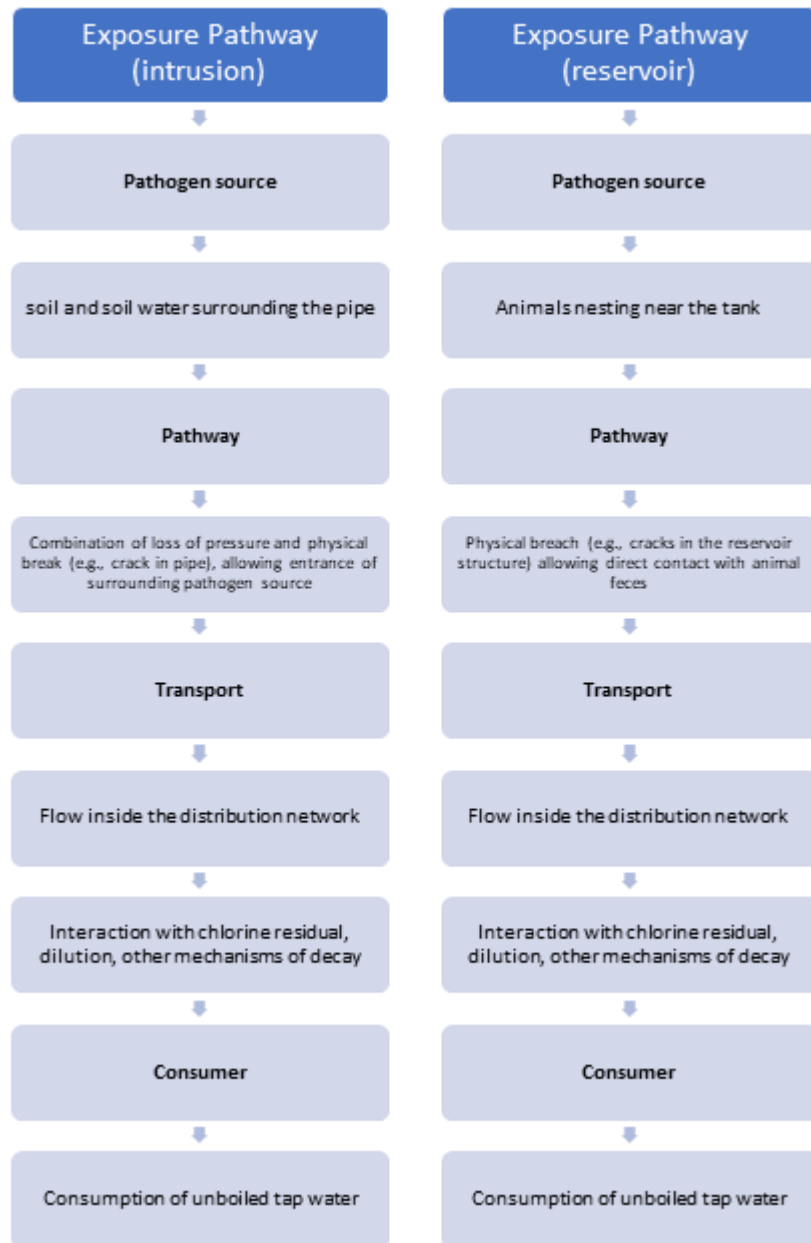 Exposure Pathway
(intrusion)
Pathogen source
soil and soil water surrounding the pipe
Pathway
Combination of loss of pressure and physical
break (e.g., crack in pipe), allowing entrance of
surrounding pathogen source
Transport
Flow inside the distribution network
Interaction with chlorine residual,
dilution, other mechanisms of decay
Consumer
Consumption of unboiled tap water
Exposure Pathway
(reservoir)
Pathogen source
Animals nesting near the tank
Pathway
Physical breach (e.g., cracks in the reservoir
structure) allowing direct contact with animal
feces
Transport
Flow inside the distribution network
Interaction with chlorine residual,
dilution, other mechanisms of decay
Consumer
Consumption of unboiled tap water